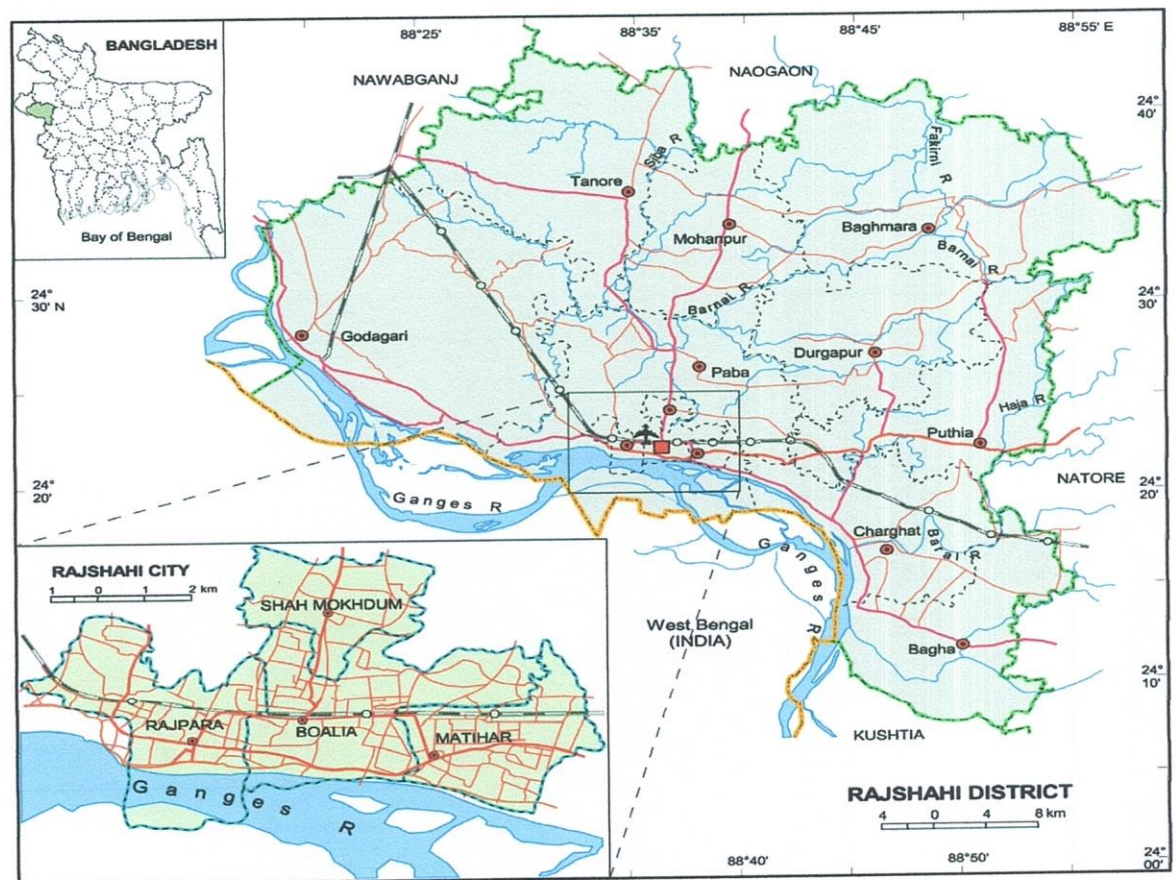 BANGLADESH
Bay of Bengal
88°25'
88°35'
88°45'
88°55' E
NAWABGANJ
NAOGAON
24°
40'
Fakirni R
Siba R
Tanore
Mohanpur
Baghmara
Barnai R
24°
30' N
24°
30'
Barnai R
Godagari
Durgapur
Paba
Haja R
Puthia
NATORE
24°
20'
24°
20'
Ganges R
Charghat
Baral R
Ganges R
West Bengal
(INDIA)
Bagha
24°
10'
KUSHTIA
RAJSHAHI CITY
1 0 1 2 km
SHAH MOKHDUM
RAJPARA
BOALIA
MATIHAR
Ganges R
RAJSHAHI DISTRICT
4 0 4 8 km
88°40'
88°50'
24°
00'